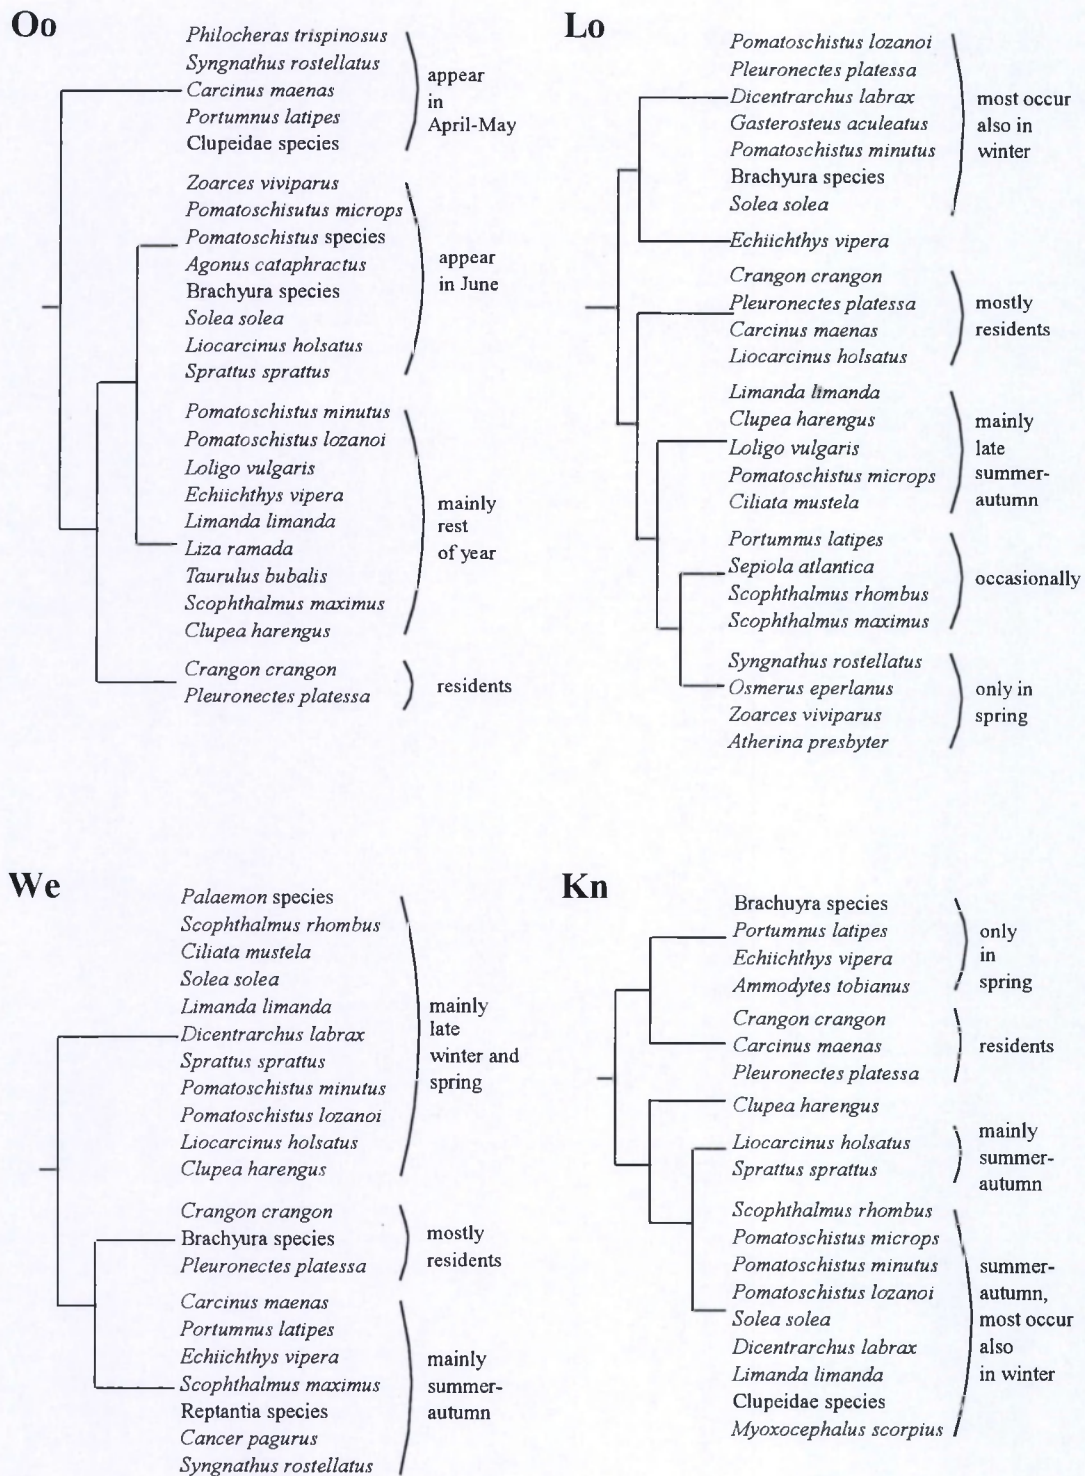 Oo
Philocheras trispinosus
Syngnathus rostellatus
Carcinus maenas
Portumnus latipes
Clupeidae species
appear
in
April-May
Zoarces viviparus
Pomatoschisutus microps
Pomatoschistus species
Agonus cataphractus
Brachyura species
Solea solea
Liocarcinus holsatus
Sprattus sprattus
appear
in June
Pomatoschistus minutus
Pomatoschistus lozanoi
Loligo vulgaris
Echiichthys vipera
Limanda limanda
Liza ramada
Taurulus bubalis
Scophthalmus maximus
Clupea harengus
mainly
rest
of year
Crangon crangon
Pleuronectes platessa
residents
Lo
Pomatoschistus lozanoi
Pleuronectes platessa
Dicentrarchus labrax
Gasterosteus aculeatus
Pomatoschistus minutus
Brachyura species
Solea solea
most occur
also in
winter
Echiichthys vipera
Crangon crangon
Pleuronectes platessa
Carcinus maenas
Liocarcinus holsatus
mostly
residents
Limanda limanda
Clupea harengus
Loligo vulgaris
Pomatoschistus microps
Ciliata mustela
mainly
late
summer-
autumn
Portumnus latipes
Sepiola atlantica
Scophthalmus rhombus
Scophthalmus maximus
occasionally
Syngnathus rostellatus
Osmerus eperlanus
Zoarces viviparus
Atherina presbyter
only in
spring
We
Palaemon species
Scophthalmus rhombus
Ciliata mustela
Solea solea
Limanda limanda
Dicentrarchus labrax
Sprattus sprattus
Pomatoschistus minutus
Pomatoschistus lozanoi
Liocarcinus holsatus
Clupea harengus
mainly
late
winter and
spring
Crangon crangon
Brachyura species
Pleuronectes platessa
mostly
residents
Carcinus maenas
Portumnus latipes
Echiichthys vipera
Scophthalmus maximus
Reptantia species
Cancer pagurus
Syngnathus rostellatus
mainly
summer-
autumn
Kn
Brachuyra species
Portumnus latipes
Echiichthys vipera
Ammodytes tobianus
only
in
spring
Crangon crangon
Carcinus maenas
Pleuronectes platessa
residents
Clupea harengus
Liocarcinus holsatus
Sprattus sprattus
mainly
summer-
autumn
Scophthalmus rhombus
Pomatoschistus microps
Pomatoschistus minutus
Pomatoschistus lozanoi
Solea solea
Dicentrarchus labrax
Limanda limanda
Clupeidae species
Myoxocephalus scorpius
summer-
autumn,
most occur
also
in winter